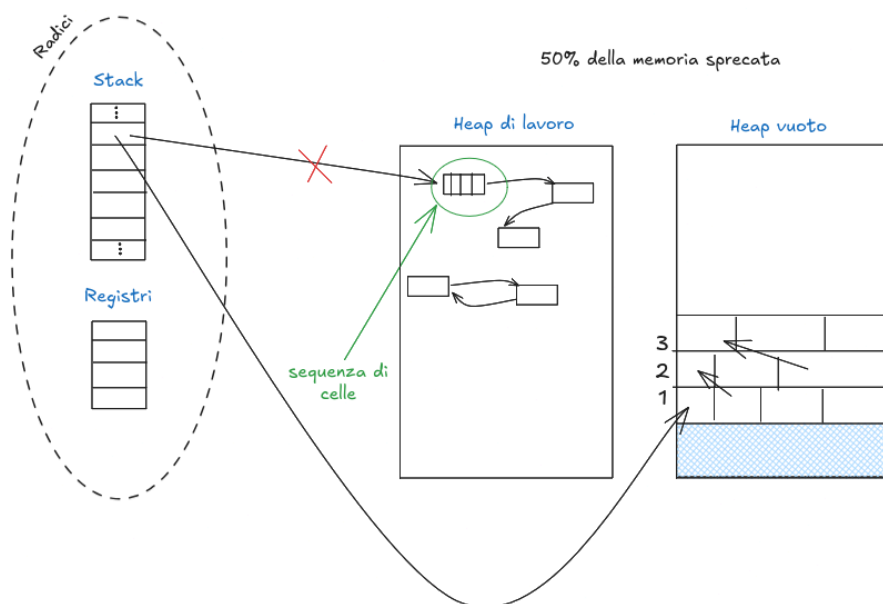 Radici
50% della memoria sprecata
Stack
Heap di lavoro
Heap vuoto
Registri
sequenza di
celle
3
2
1